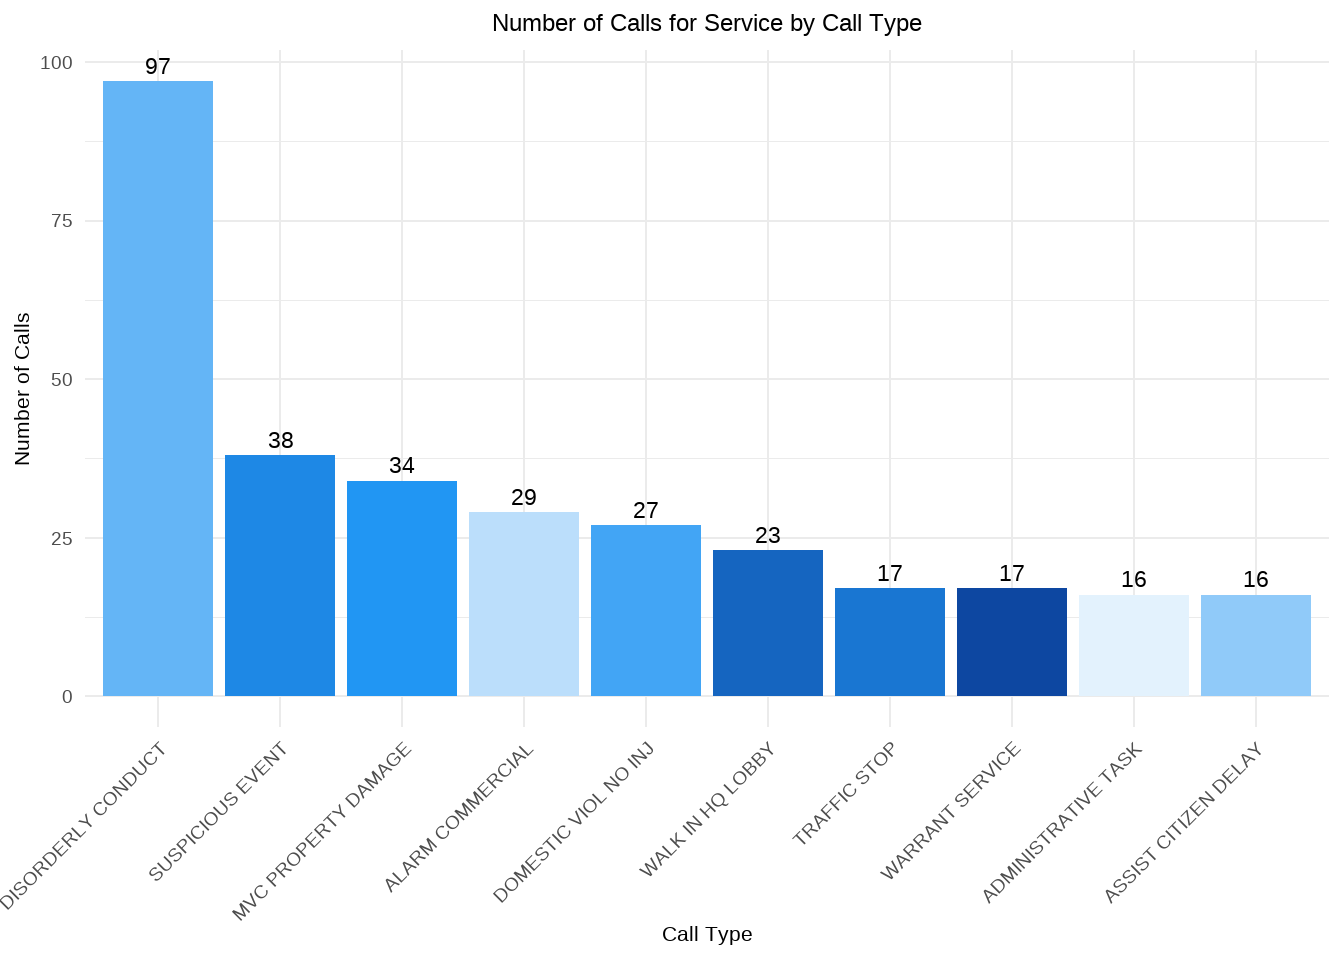 Number of Calls for Service by Call Type
Number of Calls
100
75
50
25
0
97
38
34
29
27
23
17
17
16
16
DISORDERLY CONDUCT
SUSPICIOUS EVENT
MVC PROPERTY DAMAGE
ALARM COMMERCIAL
DOMESTIC VIOL NO INJ
WALK IN HQ LOBBY
TRAFFIC STOP
WARRANT SERVICE
ADMINISTRATIVE TASK
ASSIST CITIZEN DELAY
Call Type